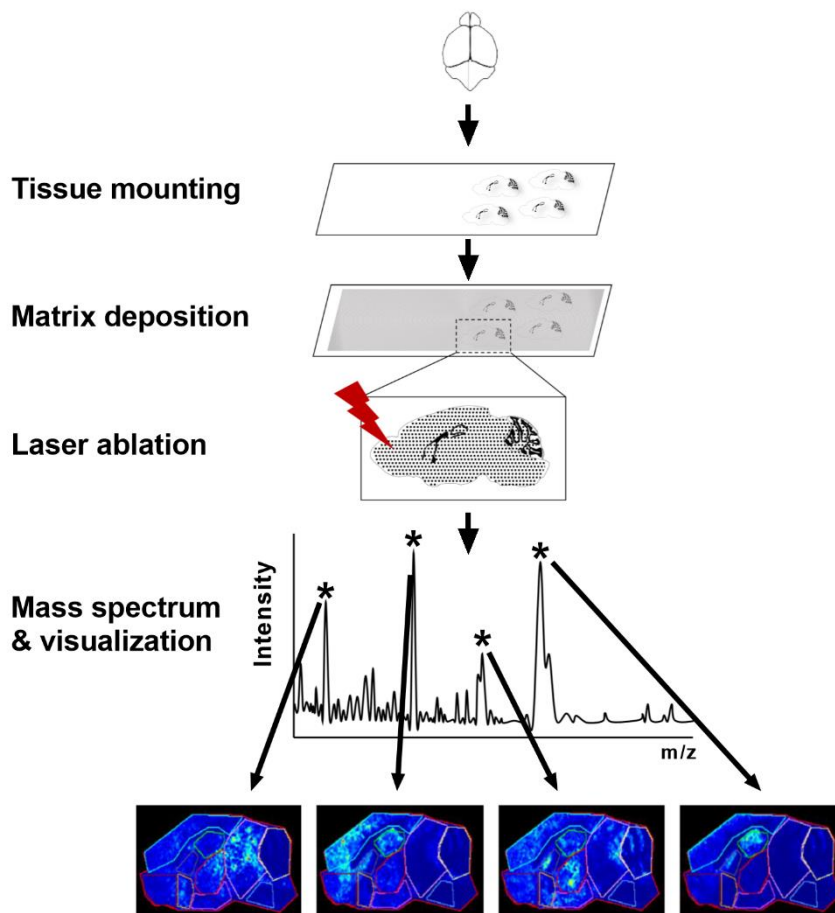 Tissue mounting
Matrix deposition
Laser ablation
Mass spectrum
& visualization
Intensity
* * * *
m/z